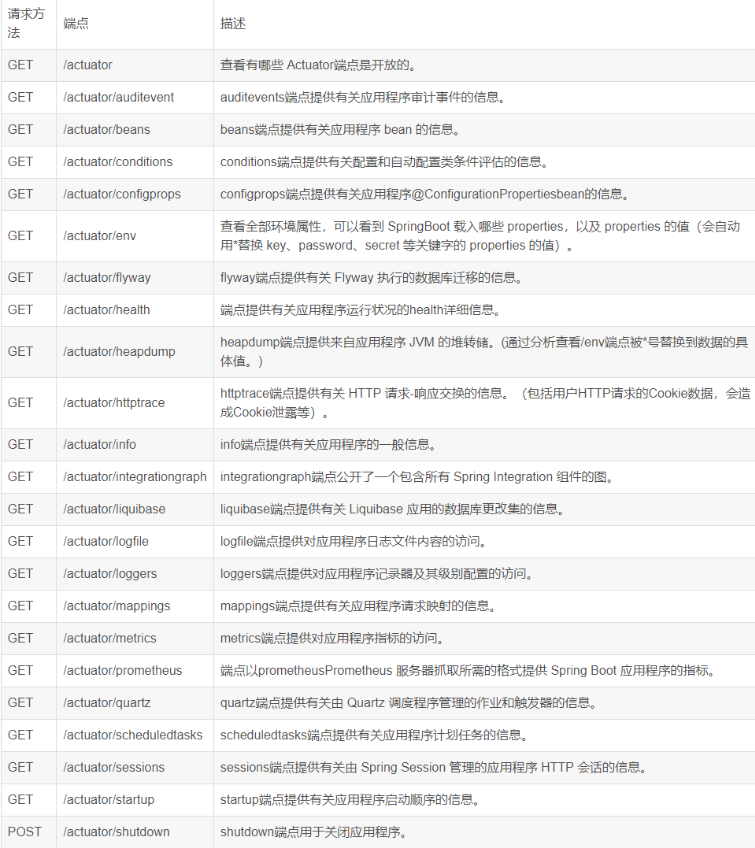 请求方
法
端点
描述
GET /actuator 查看有哪些 Actuator端点是开放的。
GET /actuator/auditevent auditevents端点提供有关应用程序审计事件的信息。
GET /actuator/beans beans端点提供有关应用程序 bean 的信息。
GET /actuator/conditions conditions端点提供有关配置和自动配置类条件评估的信息。
GET /actuator/configprops configprops端点提供有关应用程序@ConfigurationPropertiesbean的信息。
GET /actuator/env 查看全部环境属性，可以看到 SpringBoot 载入哪些 properties，以及 properties 的值（会自动
用*替换 key、password、secret 等关键字的 properties 的值）。
GET /actuator/flyway flyway端点提供有关 Flyway 执行的数据库迁移的信息。
GET /actuator/health 端点提供有关应用程序运行状况的health详细信息。
GET /actuator/heapdump heapdump端点提供来自应用程序 JVM 的堆转储。(通过分析查看/env端点被*号替换到数据的具
体值。)
GET /actuator/httptrace httptrace端点提供有关 HTTP 请求-响应交换的信息。（包括用户HTTP请求的Cookie数据，会造
成Cookie泄露等）。
GET /actuator/info info端点提供有关应用程序的一般信息。
GET /actuator/integrationgraph integrationgraph端点公开了一个包含所有 Spring Integration 组件的图。
GET /actuator/liquibase liquibase端点提供有关 Liquibase 应用的数据库更改集的信息。
GET /actuator/logfile logfile端点提供对应用程序日志文件内容的访问。
GET /actuator/loggers loggers端点提供对应用程序记录器及其级别配置的访问。
GET /actuator/mappings mappings端点提供有关应用程序请求映射的信息。
GET /actuator/metrics metrics端点提供对应用程序指标的访问。
GET /actuator/prometheus 端点以prometheusPrometheus 服务器抓取所需的格式提供 Spring Boot 应用程序的指标。
GET /actuator/quartz quartz端点提供有关由 Quartz 调度程序管理的作业和触发器的信息。
GET /actuator/scheduledtasks scheduledtasks端点提供有关应用程序计划任务的信息。
GET /actuator/sessions sessions端点提供有关由 Spring Session 管理的应用程序 HTTP 会话的信息。
GET /actuator/startup startup端点提供有关应用程序启动顺序的信息。
POST /actuator/shutdown shutdown端点用于关闭应用程序。